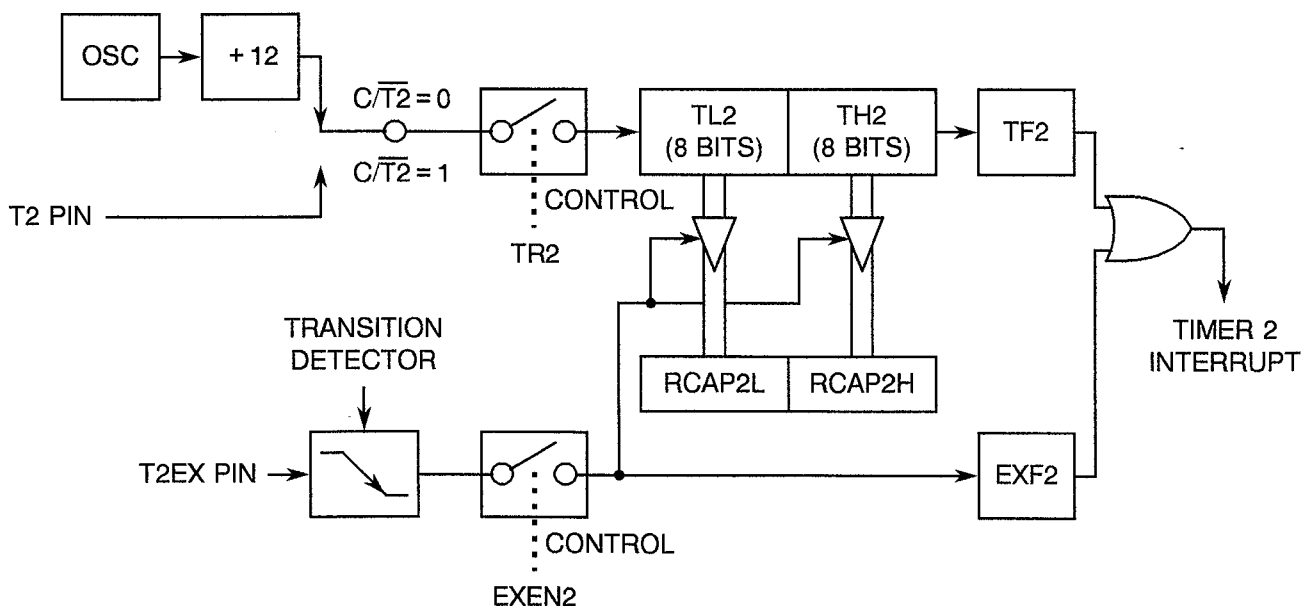 OSC
+12
C/T2 = 0
C/T2 = 1
T2 PIN
CONTROL
TR2
TL2
(8 BITS)
TH2
(8 BITS)
TF2
RCAP2L
RCAP2H
TIMER 2
INTERRUPT
TRANSITION
DETECTOR
T2EX PIN
CONTROL
EXEN2
EXF2